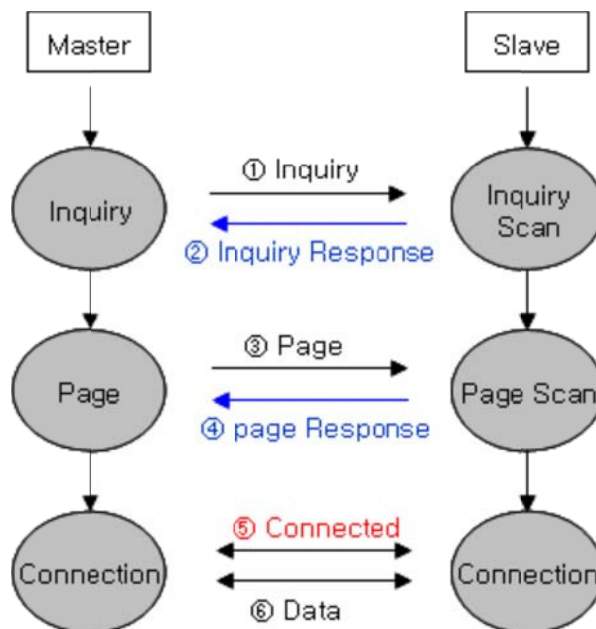 Master
Slave
① Inquiry
Inquiry
Inquiry
Scan
② Inquiry Response
③ Page
Page
Page Scan
④ page Response
⑤ Connected
Connection
Connection
⑥ Data